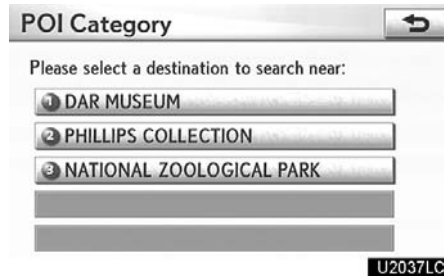 POI Category
Please select a destination to search near:
1 DAR MUSEUM
2 PHILLIPS COLLECTION
3 NATIONAL ZOOLOGICAL PARK
U2037LC